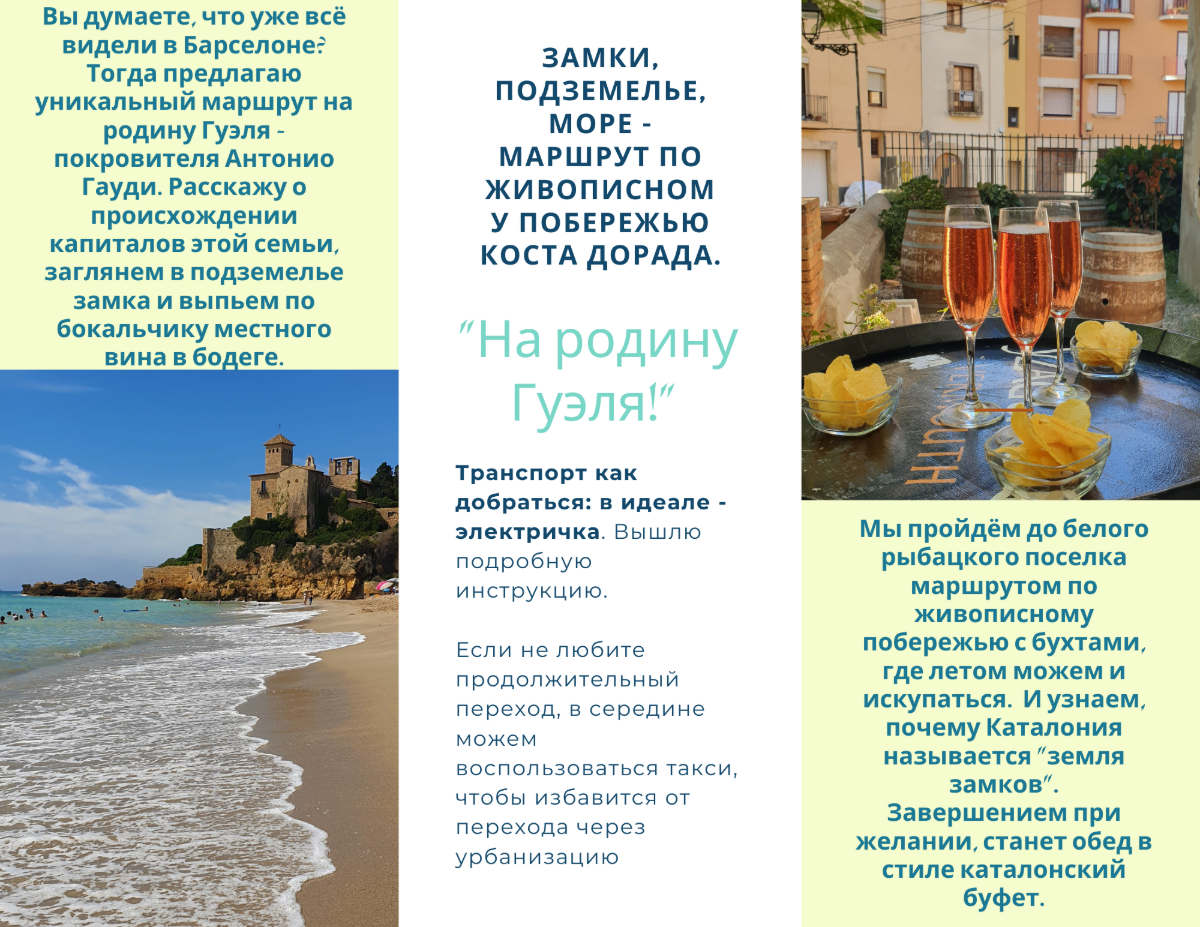 Вы думаете, что уже всё
видели в Барселоне?
Тогда предлагаю
уникальный маршрут на
родину Гуэля -
покровителя Антонио
Гауди. Расскажу о
происхождении
капиталов этой семьи,
заглянем в подземелье
замка и выпьем по
бокальчику местного
вина в бодеге.
ЗАМКИ,
ПОДЗЕМЕЛЬЕ,
МОРЕ -
МАРШРУТ ПО
ЖИВОПИСНОМ
У ПОБЕРЕЖЬЮ
КОСТА ДОРАДА.
"На родину
Гуэля!"
Транспорт как
добраться: в идеале -
электричка. Вышлю
подробную
инструкцию.
Если не любите
продолжительный
переход, в середине
можем
воспользоваться такси,
чтобы избавится от
перехода через
урбанизацию
Мы пройдём до белого
рыбацкого поселка
маршрутом по
живописному
побережью с бухтами,
где летом можем и
искупаться. И узнаем,
почему Каталония
называется "земля
замков".
Завершением при
желании, станет обед в
стиле каталонский
буфет.